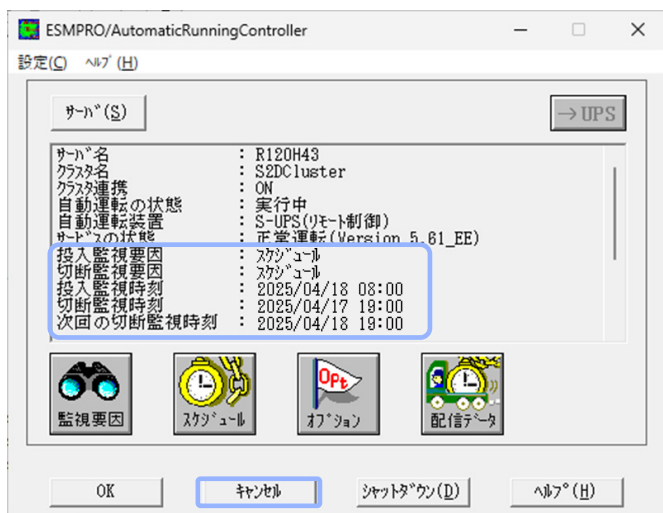 ESMPRO/AutomaticRunningController
設定(C) ﾍﾙﾌﾟ(H)
ｻｰﾊﾞ(S)
→UPS
ｻｰﾊﾞ名 : R120H43
ｸﾗｽﾀ名 : S2DCluster
ｸﾗｽﾀ連携 : ON
自動運転の状態 : 実行中
自動運転装置 : S-UPS(ﾘﾓｰﾄ制御)
ｻｰﾋﾞｽの状態 : 正常運転(Version 5.61_EE)
投入監視要因 : ｽｹｼﾞｭｰﾙ
切断監視要因 : ｽｹｼﾞｭｰﾙ
投入監視時刻 : 2025/04/18 08:00
切断監視時刻 : 2025/04/17 19:00
次回の切断監視時刻 : 2025/04/18 19:00
OPt
監視要因 ｽｹｼﾞｭｰﾙ ｵﾌﾟｼｮﾝ 配信ﾃﾞｰﾀ
OK ｷｬﾝｾﾙ ｼｬｯﾄﾀﾞｳﾝ(D) ﾍﾙﾌﾟ(H)